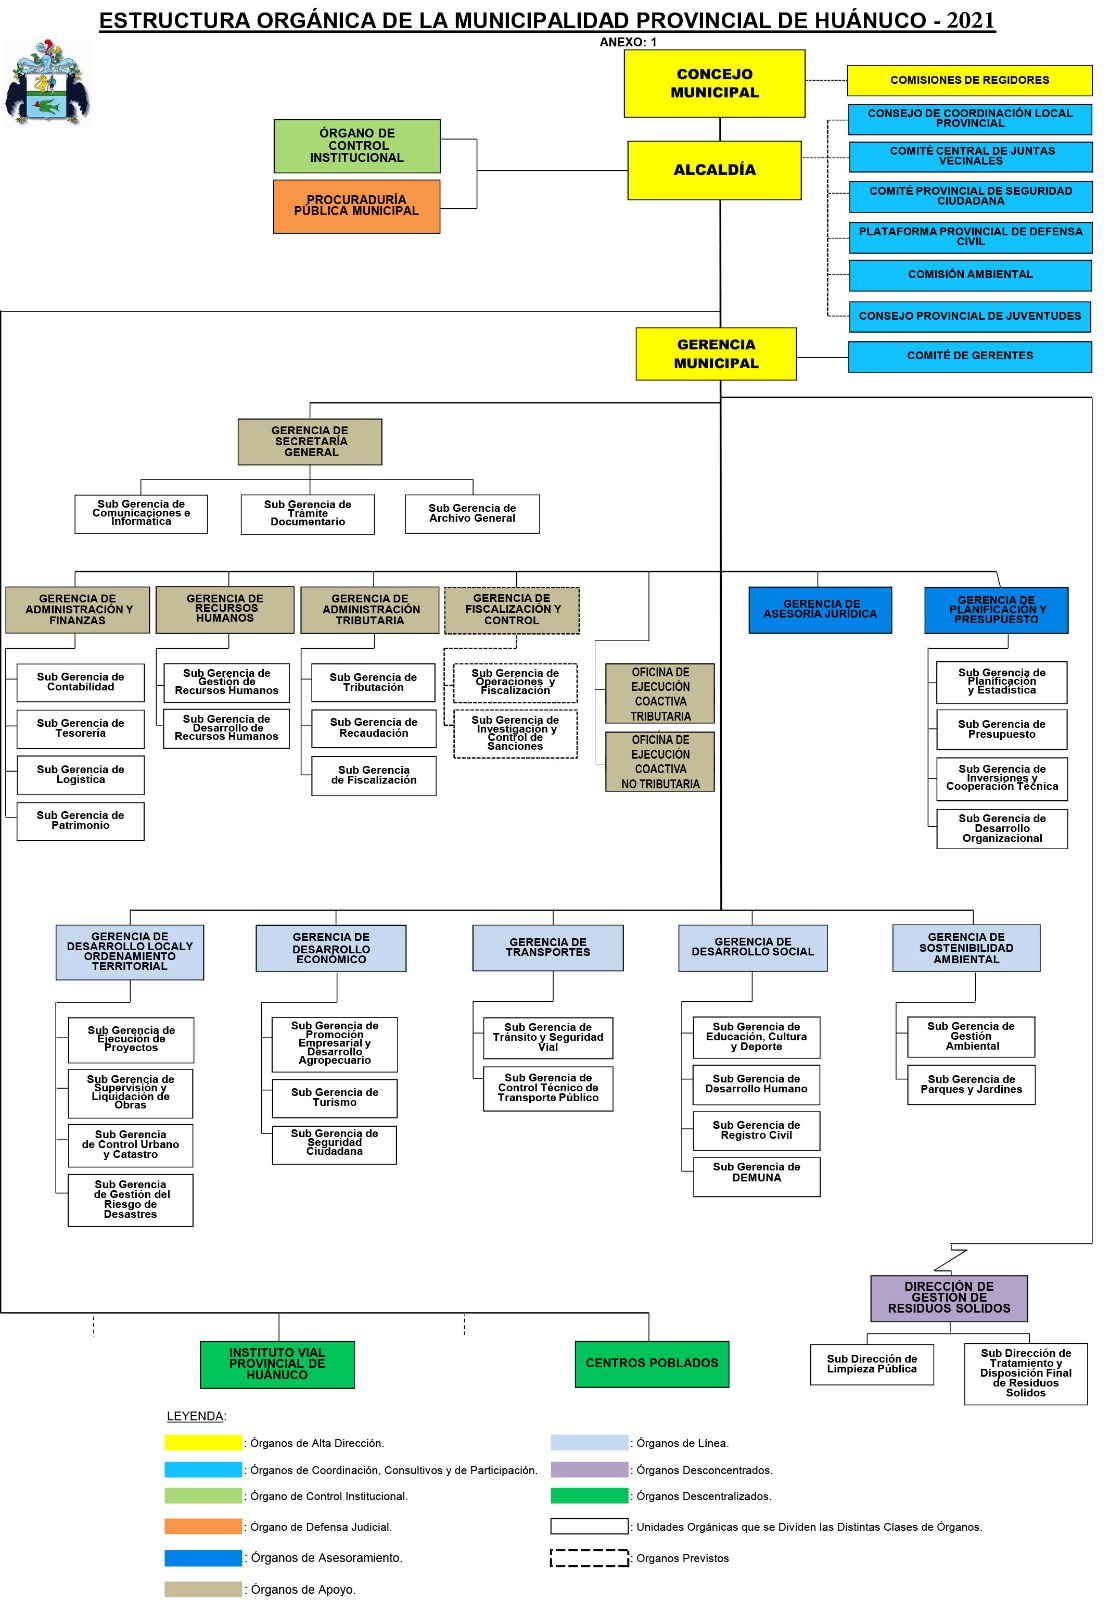 ESTRUCTURA ORGÁNICA DE LA MUNICIPALIDAD PROVINCIAL DE HUÁNUCO - 2021
ANEXO: 1
CONCEJO
MUNICIPAL
COMISIONES DE REGIDORES
CONSEJO DE COORDINACIÓN LOCAL
PROVINCIAL
ÓRGANO DE
CONTROL
INSTITUCIONAL
ALCALDÍA
COMITÉ CENTRAL DE JUNTAS
VECINALES
PROCURADURÍA
PÚBLICA MUNICIPAL
COMITÉ PROVINCIAL DE SEGURIDAD
CIUDADANA
PLATAFORMA PROVINCIAL DE DEFENSA
CIVIL
COMISIÓN AMBIENTAL
CONSEJO PROVINCIAL DE JUVENTUDES
GERENCIA
MUNICIPAL
COMITÉ DE GERENTES
GERENCIA DE
SECRETARÍA
GENERAL
Sub Gerencia de
Comunicaciones e
Informática
Sub Gerencia de
Trámite
Documentario
Sub Gerencia de
Archivo General
GERENCIA DE
ADMINISTRACIÓN Y
FINANZAS
GERENCIA DE
RECURSOS
HUMANOS
GERENCIA DE
ADMINISTRACIÓN
TRIBUTARIA
GERENCIA DE
FISCALIZACIÓN Y
CONTROL
GERENCIA DE
ASESORÍA JURÍDICA
GERENCIA DE
PLANIFICACIÓN Y
PRESUPUESTO
Sub Gerencia de
Contabilidad
Sub Gerencia de
Tesorería
Sub Gerencia de
Logística
Sub Gerencia de
Patrimonio
Sub Gerencia de
Gestión de
Recursos Humanos
Sub Gerencia de
Desarrollo de
Recursos Humanos
Sub Gerencia de
Tributación
Sub Gerencia de
Recaudación
Sub Gerencia
de Fiscalización
Sub Gerencia de
Operaciones y
Fiscalización
Sub Gerencia de
Investigación y
Control de
Sanciones
OFICINA DE
EJECUCIÓN
COACTIVA
TRIBUTARIA
OFICINA DE
EJECUCIÓN
COACTIVA
NO TRIBUTARIA
Sub Gerencia de
Planificación
y Estadística
Sub Gerencia de
Presupuesto
Sub Gerencia de
Inversiones y
Cooperación Técnica
Sub Gerencia de
Desarrollo
Organizacional
GERENCIA DE
DESARROLLO LOCAL Y
ORDENAMIENTO
TERRITORIAL
GERENCIA DE
DESARROLLO
ECONÓMICO
GERENCIA DE
TRANSPORTES
GERENCIA DE
DESARROLLO SOCIAL
GERENCIA DE
SOSTENIBILIDAD
AMBIENTAL
Sub Gerencia de
Ejecución de
Proyectos
Sub Gerencia de
Supervisión y
Liquidación de
Obras
Sub Gerencia
de Control Urbano
y Catastro
Sub Gerencia
de Gestión del
Riesgo de
Desastres
Sub Gerencia de
Promoción
Empresarial y
Desarrollo
Agropecuario
Sub Gerencia de
Turismo
Sub Gerencia de
Seguridad
Ciudadana
Sub Gerencia de
Tránsito y Seguridad
Vial
Sub Gerencia de
Control Técnico de
Transporte Público
Sub Gerencia de
Educación, Cultura
y Deporte
Sub Gerencia de
Desarrollo Humano
Sub Gerencia de
Registro Civil
Sub Gerencia de
DEMUNA
Sub Gerencia de
Gestión
Ambiental
Sub Gerencia de
Parques y Jardines
DIRECCIÓN DE
GESTIÓN DE
RESIDUOS SOLIDOS
INSTITUTO VIAL
PROVINCIAL DE
HUÁNUCO
CENTROS POBLADOS
Sub Dirección de
Limpieza Pública
Sub Dirección de
Tratamiento y
Disposición Final
de Residuos
Solidos
LEYENDA:
: Órganos de Alta Dirección.
: Órganos de Coordinación, Consultivos y de Participación.
: Órgano de Control Institucional.
: Órgano de Defensa Judicial.
: Órganos de Asesoramiento.
: Órganos de Apoyo.
: Órganos de Línea.
: Órganos Desconcentrados.
: Órganos Descentralizados.
: Unidades Orgánicas que se Dividen las Distintas Clases de Órganos.
: Organos Previstos